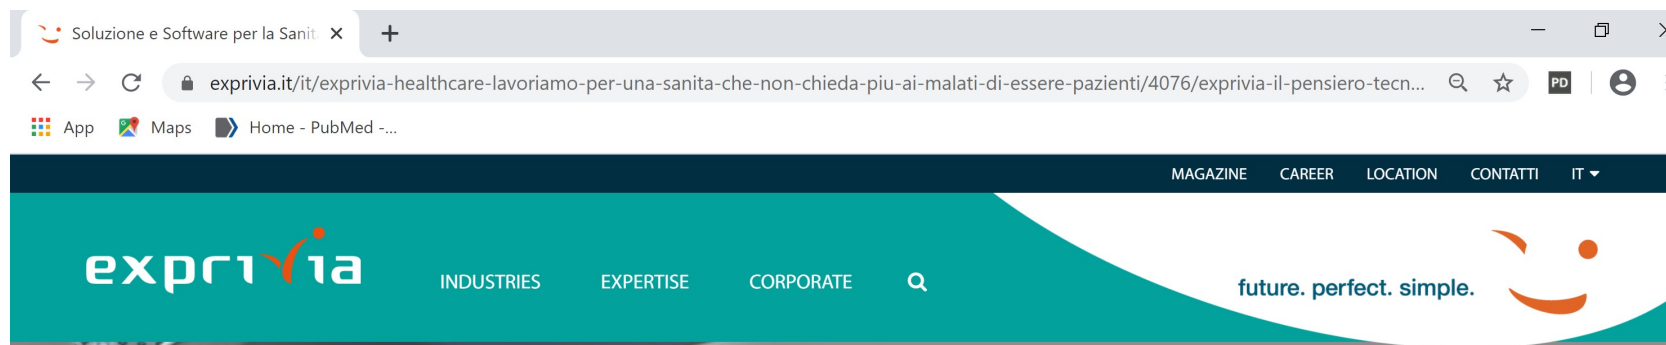 Soluzione e Software per la Sanit
exprivia.it/it/exprivia-healthcare-lavoriamo-per-una-sanita-che-non-chieda-piu-ai-malati-di-essere-pazienti/4076/exprivia-il-pensiero-tecn...
PD
App Maps Home - PubMed -...
MAGAZINE CAREER LOCATION CONTATTI IT
exprivia INDUSTRIES EXPERTISE CORPORATE
future. perfect. simple.